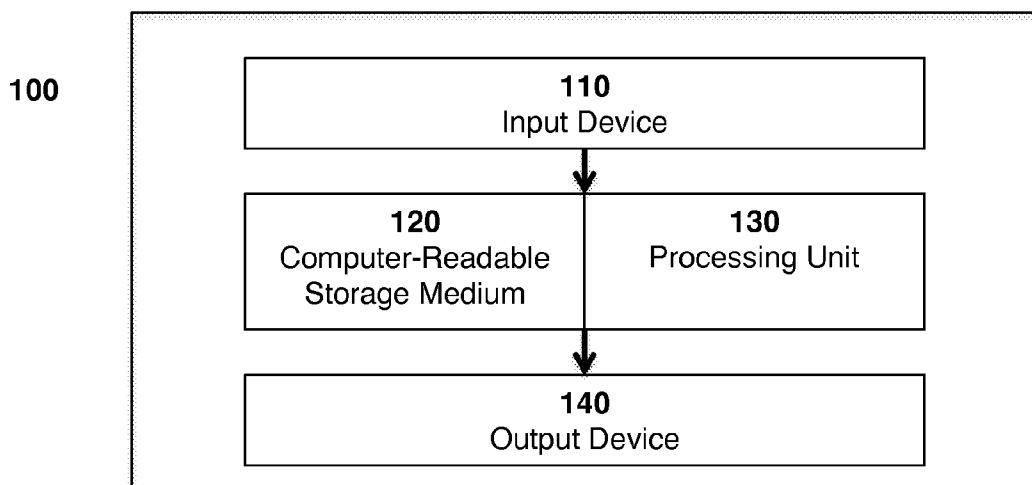 100
110
Input Device
120
Computer-Readable
Storage Medium
130
Processing Unit
140
Output Device